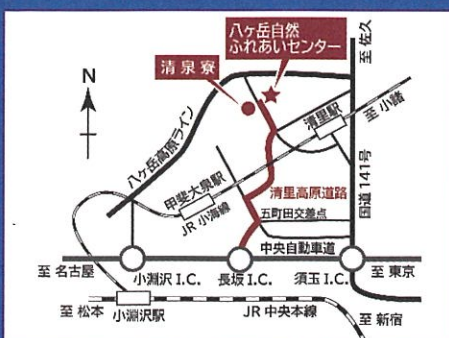 八ヶ岳自然
ふれあいセンター
清泉寮
至 佐久
N
清里駅
至 小諸
八ヶ岳高原ライン
甲斐大泉駅
JR 小海線
清里高原道路
国道141号
五町田交差点
中央自動車道
至 名古屋
小淵沢 I.C.
長坂 I.C.
須玉 I.C.
至 東京
至 松本
小淵沢駅
JR 中央本線
至 新宿